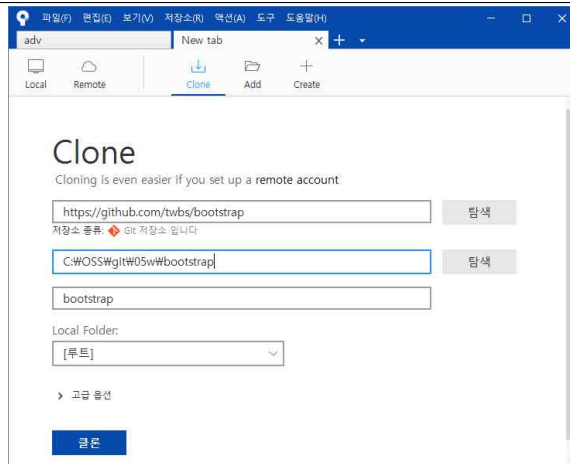 파일(F) 편집(E) 보기(V) 저장소(R) 액션(A) 도구 도움말(H)
adv New tab
Local Remote Clone Add Create
Clone
Cloning is even easier if you set up a remote account
https://github.com/twbs/bootstrap 탐색
저장소 종류: Git 저장소 입니다
C:₩OSS₩git₩05w₩bootstrap 탐색
bootstrap
Local Folder:
[루트]
고급 옵션
클론